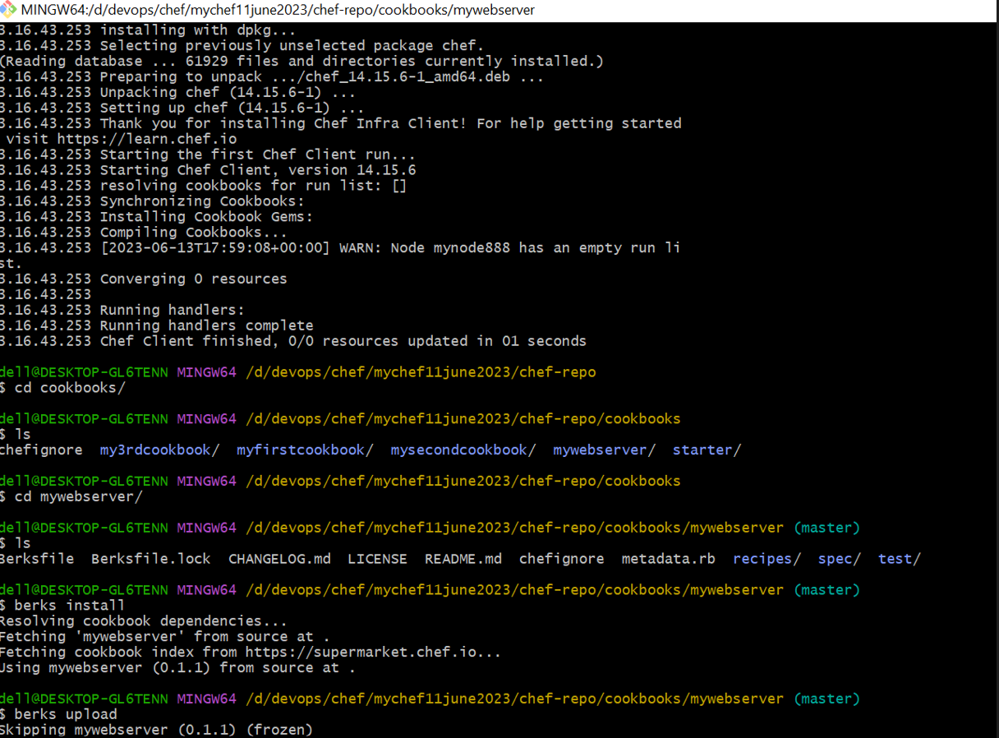 MINGW64:/d/devops/chef/mychef11june2023/chef-repo/cookbooks/mywebserver
3.16.43.253 installing with dpkg...
3.16.43.253 Selecting previously unselected package chef.
(Reading database ... 61929 files and directories currently installed.)
3.16.43.253 Preparing to unpack .../chef_14.15.6-1_amd64.deb ...
3.16.43.253 Unpacking chef (14.15.6-1) ...
3.16.43.253 Setting up chef (14.15.6-1) ...
3.16.43.253 Thank you for installing Chef Infra Client! For help getting started
visit https://learn.chef.io
3.16.43.253 Starting the first Chef Client run...
3.16.43.253 Starting Chef Client, version 14.15.6
3.16.43.253 resolving cookbooks for run list: []
3.16.43.253 Synchronizing Cookbooks:
3.16.43.253 Installing Cookbook Gems:
3.16.43.253 Compiling Cookbooks...
3.16.43.253 [2023-06-13T17:59:08+00:00] WARN: Node mynode888 has an empty run li
st.
3.16.43.253 Converging 0 resources
3.16.43.253
3.16.43.253 Running handlers:
3.16.43.253 Running handlers complete
3.16.43.253 Chef Client finished, 0/0 resources updated in 01 seconds
dell@DESKTOP-GL6TENN MINGW64 /d/devops/chef/mychef11june2023/chef-repo
$ cd cookbooks/
dell@DESKTOP-GL6TENN MINGW64 /d/devops/chef/mychef11june2023/chef-repo/cookbooks
$ ls
chefignore my3rdcookbook/ myfirstcookbook/ mysecondcookbook/ mywebserver/ starter/
dell@DESKTOP-GL6TENN MINGW64 /d/devops/chef/mychef11june2023/chef-repo/cookbooks
$ cd mywebserver/
dell@DESKTOP-GL6TENN MINGW64 /d/devops/chef/mychef11june2023/chef-repo/cookbooks/mywebserver (master)
$ ls
Berksfile Berksfile.lock CHANGELOG.md LICENSE README.md chefignore metadata.rb recipes/ spec/ test/
dell@DESKTOP-GL6TENN MINGW64 /d/devops/chef/mychef11june2023/chef-repo/cookbooks/mywebserver (master)
$ berks install
Resolving cookbook dependencies...
Fetching 'mywebserver' from source at .
Fetching cookbook index from https://supermarket.chef.io...
Using mywebserver (0.1.1) from source at .
dell@DESKTOP-GL6TENN MINGW64 /d/devops/chef/mychef11june2023/chef-repo/cookbooks/mywebserver (master)
$ berks upload
Skipping mywebserver (0.1.1) (frozen)